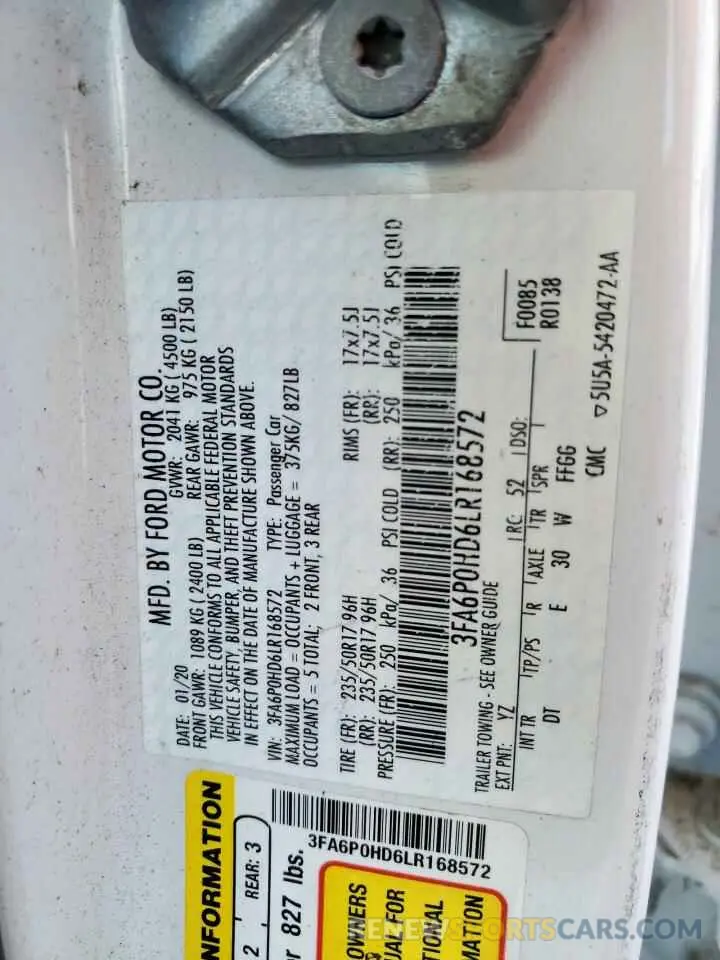 MFD. BY FORD MOTOR CO.
DATE: 01/20 GVWR: 2041 KG ( 4500 LB)
FRONT GAWR: 1089 KG ( 2400 LB) REAR GAWR: 975 KG ( 2150 LB)
THIS VEHICLE CONFORMS TO ALL APPLICABLE FEDERAL MOTOR
VEHICLE SAFETY, BUMPER, AND THEFT PREVENTION STANDARDS
IN EFFECT ON THE DATE OF MANUFACTURE SHOWN ABOVE.
VIN: 3FA6P0HD6LR168572 TYPE: Passenger Car
MAXIMUM LOAD = OCCUPANTS + LUGGAGE = 375KG/ 827LB
OCCUPANTS = 5 TOTAL; 2 FRONT, 3 REAR
TIRE (FR): 235/50R17 96H RIMS (FR): 17x7.5J
(RR): 235/50R17 96H (RR): 17x7.5J
PRESSURE (FR): 250 kPa/ 36 PSI COLD (RR): 250 kPa/ 36 PSI COLD
3FA6P0HD6LR168572
TRAILER TOWING - SEE OWNER GUIDE
F0085
R0138
EXT PNT: YZ RC: 52 DSO:
INT TR TP/PS R AXLE TR SPR
DT E 30 W FFGG
CMC ▽5U5A-5420472-AA
NFORMATION
2 REAR: 3
827 lbs.
3FA6P0HD6LR168572
OWNERS
UAL FOR
TIONAL
MATION
RENEWSPORTSCARS.COM